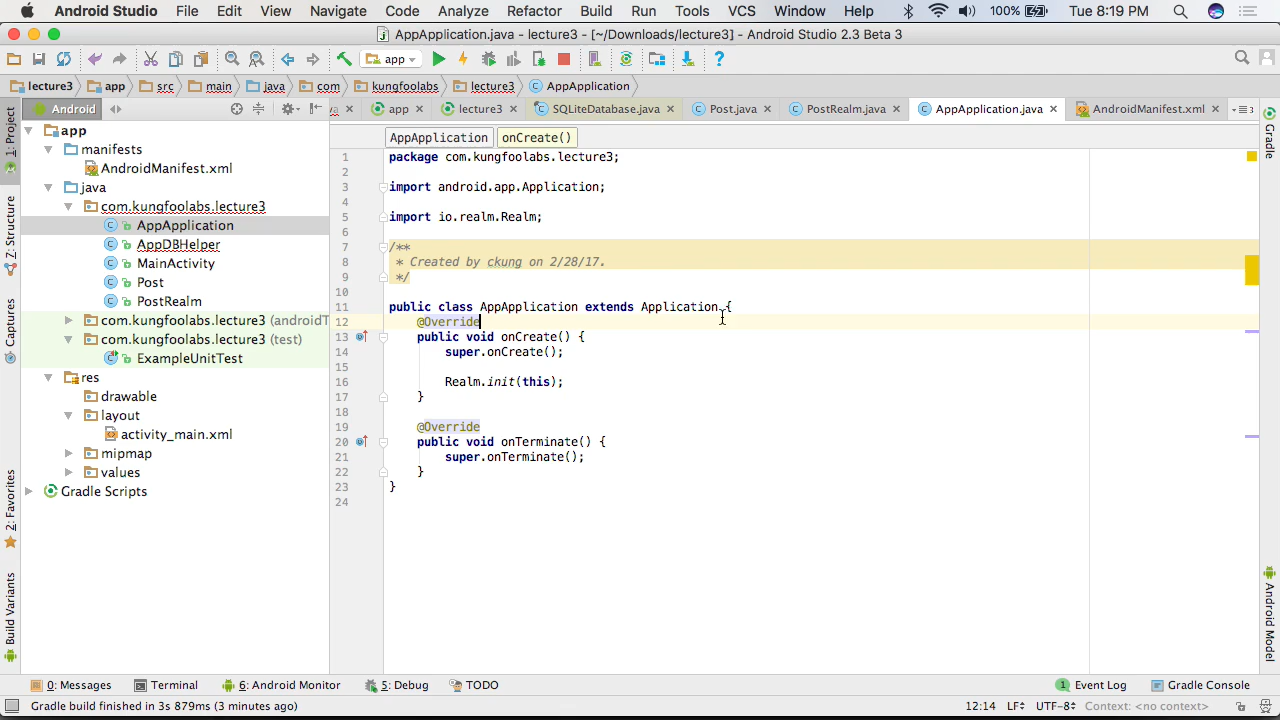 Android Studio File Edit View Navigate Code Analyze Refactor Build Run Tools VCS Window Help 100% Tue 8:19 PM
AppApplication.java - lecture3 - [~/Downloads/lecture3] - Android Studio 2.3 Beta 3
app
lecture3 app src main java com kungfoolabs lecture3 AppApplication
Android app lecture3 SQLiteDatabase.java Post.java PostRealm.java AppApplication.java AndroidManifest.xml
AppApplication onCreate()
1: Project
Z: Structure
Captures
2: Favorites
Build Variants
app
manifests
AndroidManifest.xml
java
com.kungfoolabs.lecture3
AppApplication
AppDBHelper
MainActivity
Post
PostRealm
com.kungfoolabs.lecture3 (androidT
com.kungfoolabs.lecture3 (test)
ExampleUnitTest
res
drawable
layout
activity_main.xml
mipmap
values
Gradle Scripts
1 package com.kungfoolabs.lecture3;
2
3 import android.app.Application;
4
5 import io.realm.Realm;
6
7 /**
8 * Created by ckung on 2/28/17.
9 */
10
11 public class AppApplication extends Application {
12 @Override
13 public void onCreate() {
14 super.onCreate();
15
16 Realm.init(this);
17 }
18
19 @Override
20 public void onTerminate() {
21 super.onTerminate();
22 }
23 }
24
Gradle
Android Model
0: Messages Terminal 6: Android Monitor 5: Debug TODO 1 Event Log Gradle Console
Gradle build finished in 3s 879ms (3 minutes ago) 12:14 LF UTF-8 Context: <no context>